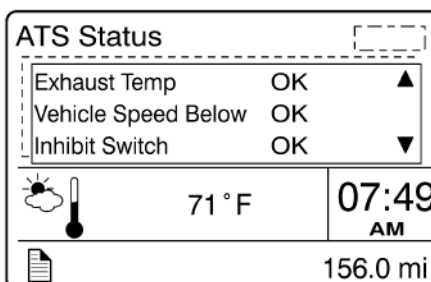 ATS Status
Exhaust Temp OK
Vehicle Speed Below OK
Inhibit Switch OK
71°F
07:49
AM
156.0 mi